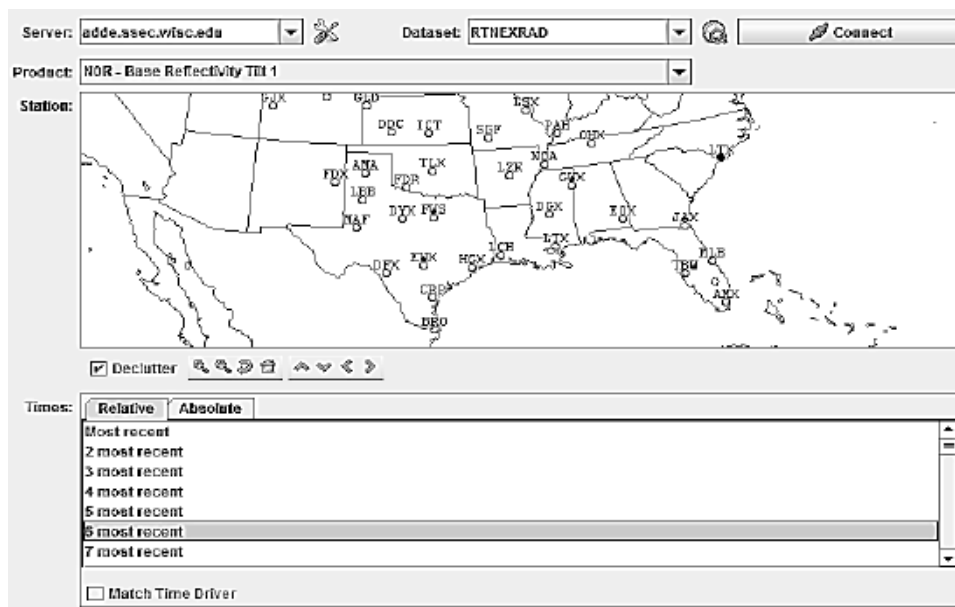 Server: adde.ssec.wisc.edu Dataset: RTNEXRAD Connect
Product: N0R - Base Reflectivity Tilt 1
Station:
GJX GLD LSX
DDC ICT SGF PAH OHX
LTX
AMA TLX LZK NQA
FDX FDR GWX
LBB
MAF DYX FWS DGX EOX JAX
LIX
DFX EWX HGX LCH MLB
TBW
CRP AMX
BRO
Declutter
Times: Relative Absolute
Most recent
2 most recent
3 most recent
4 most recent
5 most recent
6 most recent
7 most recent
Match Time Driver